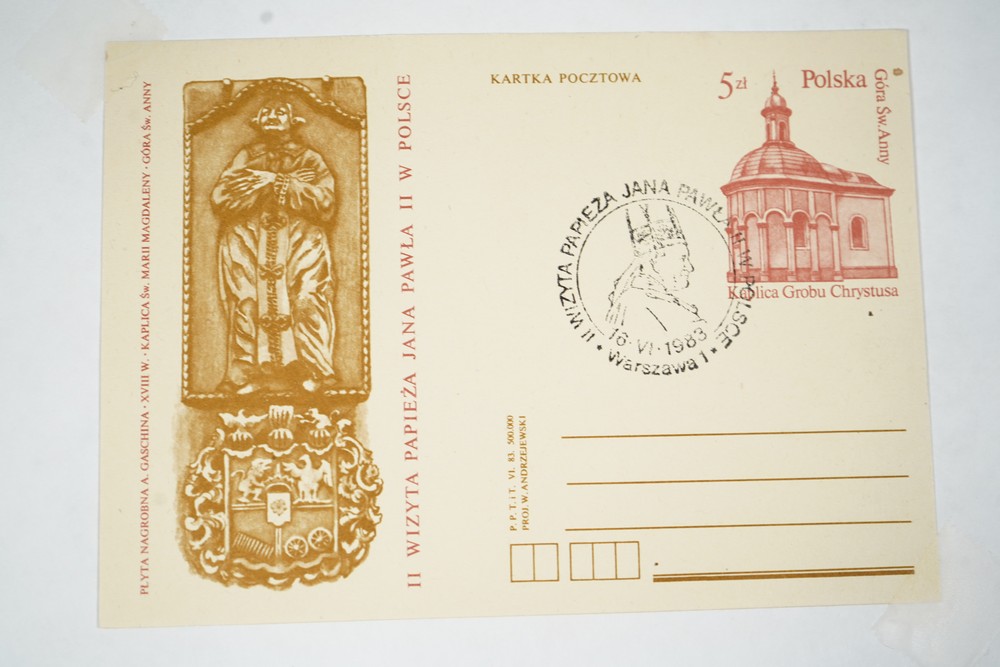 PŁYTA NAGROBNA A. GASCHINA · XVIII W. · KAPLICA Św. MARII MAGDALENY · GÓRA Św. ANNY
II WIZYTA PAPIEŻA JANA PAWŁA II W POLSCE
KARTKA POCZTOWA
5 zł Polska
Góra Św. Anny
Kaplica Grobu Chrystusa
II WIZYTA PAPIEŻA JANA PAWŁA II W POLSCE
16·VI·1983
* Warszawa 1 *
P. P. T. i T. VI. 83. 500.000
PROJ. W. ANDRZEJEWSKI